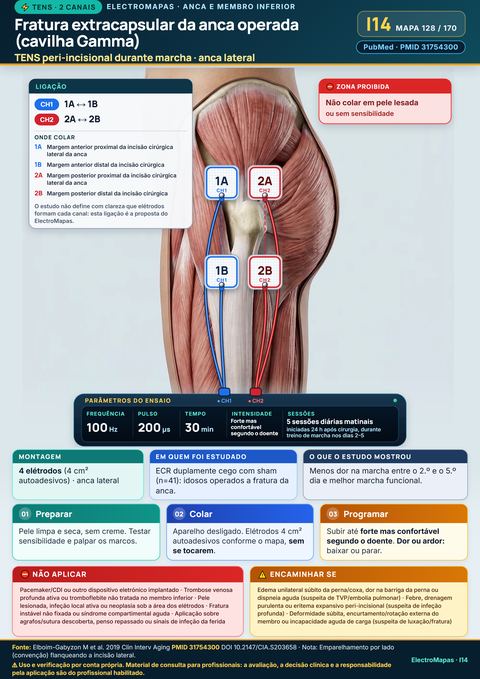 TENS · 2 CANAIS
ELECTROMAPAS · ANCA E MEMBRO INFERIOR
Fratura extracapsular da anca operada
(cavilha Gamma)
TENS peri-incisional durante marcha · anca lateral
I14 MAPA 128 / 170
PubMed · PMID 31754300
LIGAÇÃO
CH1 1A ↔ 1B
CH2 2A ↔ 2B
ONDE COLAR
1A Margem anterior proximal da incisão cirúrgica
lateral da anca
1B Margem anterior distal da incisão cirúrgica
2A Margem posterior proximal da incisão cirúrgica
lateral da anca
2B Margem posterior distal da incisão cirúrgica
O estudo não define com clareza que elétrodos
formam cada canal: esta ligação é a proposta do
ElectroMapas.
ZONA PROIBIDA
Não colar em pele lesada
ou sem sensibilidade
1A
CH1
2A
CH2
1B
CH1
2B
CH2
CH1
CH2
PARÂMETROS DO ENSAIO
FREQUÊNCIA
100 Hz
PULSO
200 µs
TEMPO
30 min
INTENSIDADE
Forte mas
confortável
segundo o doente
SESSÕES
5 sessões diárias matinais
iniciadas 24 h após cirurgia, durante
treino de marcha nos dias 2–5
MONTAGEM
4 elétrodos (4 cm²
autoadesivos) · anca lateral
EM QUEM FOI ESTUDADO
ECR duplamente cego com sham
(n=41): idosos operados a fratura da
anca.
O QUE O ESTUDO MOSTROU
Menos dor na marcha entre o 2.º e o 5.º
dia e melhor marcha funcional.
01 Preparar
Pele limpa e seca, sem creme. Testar
sensibilidade e palpar os marcos.
02 Colar
Aparelho desligado. Elétrodos 4 cm²
autoadesivos conforme o mapa, sem
se tocarem.
03 Programar
Subir até forte mas confortável
segundo o doente. Dor ou ardor:
baixar ou parar.
NÃO APLICAR
Pacemaker/CDI ou outro dispositivo eletrónico implantado · Trombose venosa
profunda ativa ou tromboflebite não tratada no membro inferior · Pele
lesionada, infeção local ativa ou neoplasia sob a área dos elétrodos · Fratura
instável não fixada ou síndrome compartimental aguda · Aplicação sobre
agrafos/sutura descoberta, penso repassado ou sinais de infeção da ferida
ENCAMINHAR SE
Edema unilateral súbito da perna/coxa, dor na barriga da perna ou
dispneia aguda (suspeita de TVP/embolia pulmonar) · Febre, drenagem
purulenta ou eritema expansivo peri-incisional (suspeita de infeção
profunda) · Deformidade súbita, encurtamento/rotação externa do
membro ou incapacidade aguda de carga (suspeita de luxação/fratura)
Fonte: Elboim-Gabyzon M et al. 2019 Clin Interv Aging PMID 31754300 DOI 10.2147/CIA.S203658 · Nota: Emparelhamento por lado
(convenção) flanqueando a incisão lateral.
Uso e verificação por conta própria. Material de consulta para profissionais: a avaliação, a decisão clínica e a responsabilidade
pela aplicação são do profissional habilitado.
ElectroMapas · I14